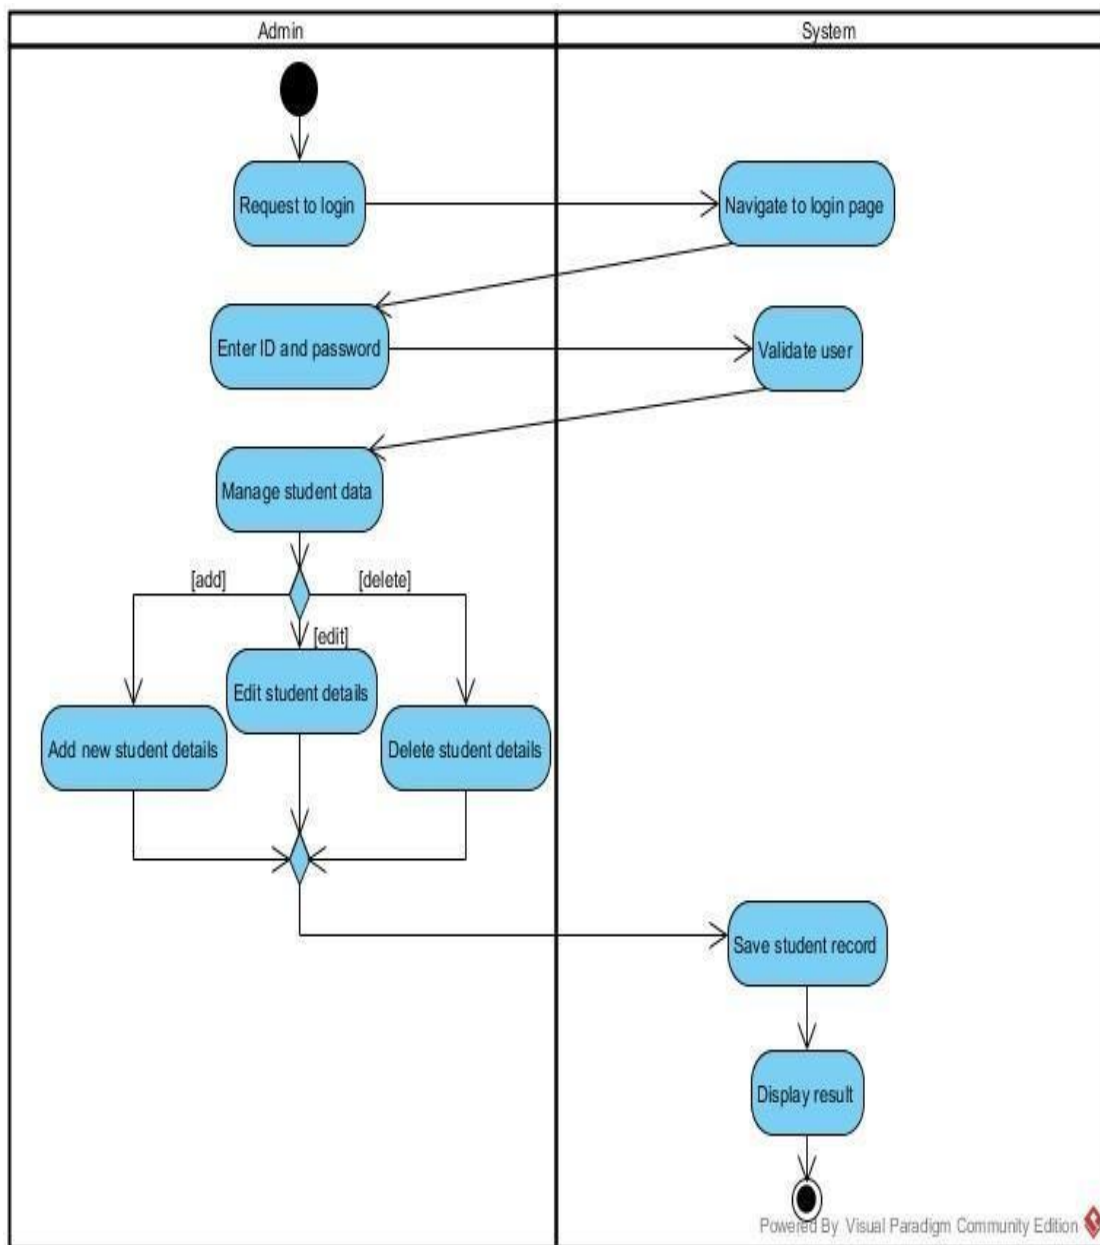 Admin
System
Request to login
Navigate to login page
Enter ID and password
Validate user
Manage student data
[add]
[delete]
[edit]
Edit student details
Add new student details
Delete student details
Save student record
Display result
Powered By Visual Paradigm Community Edition